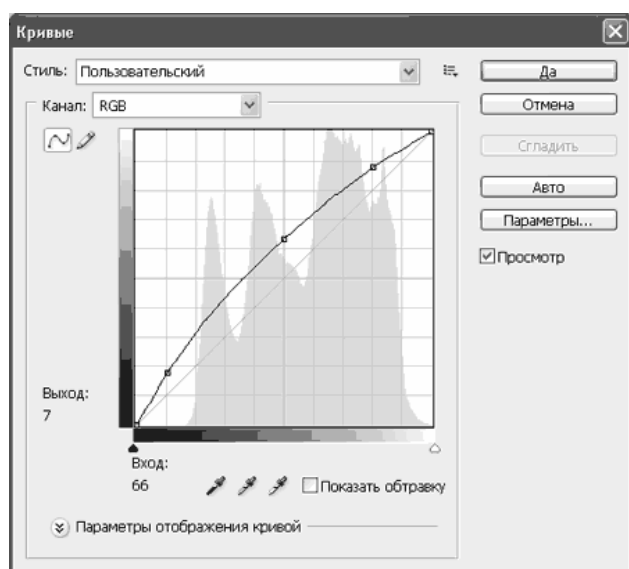 Кривые
Стиль: Пользовательский
Да
Канал: RGB
Отмена
Сгладить
Авто
Параметры...
Просмотр
Выход:
7
Вход:
66
Показать обтравку
Параметры отображения кривой